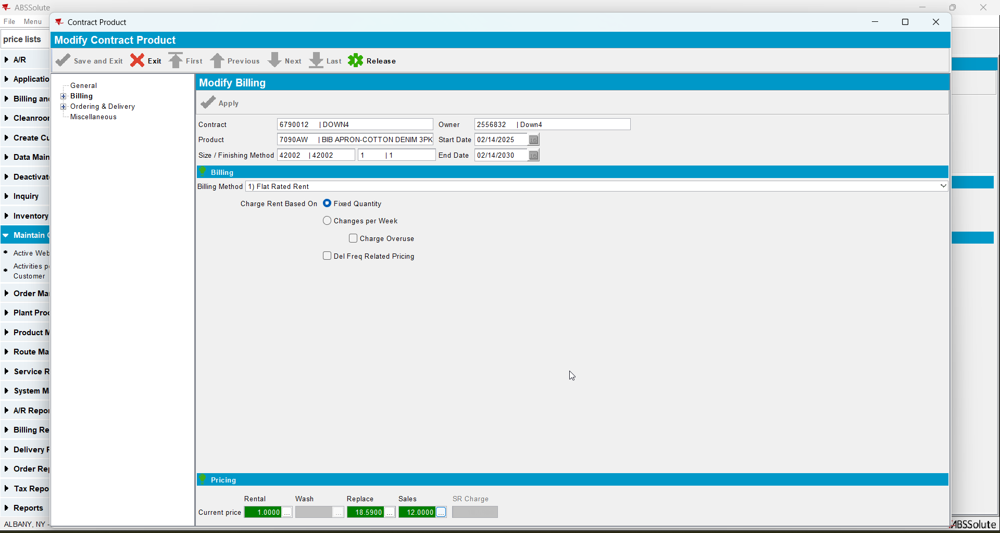 ABSSolute
File Menu
price lists
A/R
Applicatio
Billing an
Cleanroo
Create Cu
Data Main
Deactivat
Inquiry
Inventory
Maintain
Active Web
Activities p
Customer
Order Ma
Plant Pro
Product M
Route Ma
Service R
System M
A/R Repo
Billing Re
Delivery
Order Re
Tax Repo
Reports
ALBANY, NY -
Contract Product
Modify Contract Product
Save and Exit Exit First Previous Next Last Release
General
Billing
Ordering & Delivery
Miscellaneous
Modify Billing
Apply
Contract 6790012 | DOWN4 Owner 2556832 | Down4
Product 7090AW | BIB APRON-COTTON DENIM 3PK Start Date 02/14/2025 16
Size / Finishing Method 42002 | 42002 1 | 1 End Date 02/14/2030 16
Billing
Billing Method 1) Flat Rated Rent
Charge Rent Based On Fixed Quantity
Changes per Week
Charge Overuse
Del Freq Related Pricing
Pricing
Rental Wash Replace Sales SR Charge
Current price 1.0000 ... ... 18.5900 ... 12.0000 ...
ABSSolute